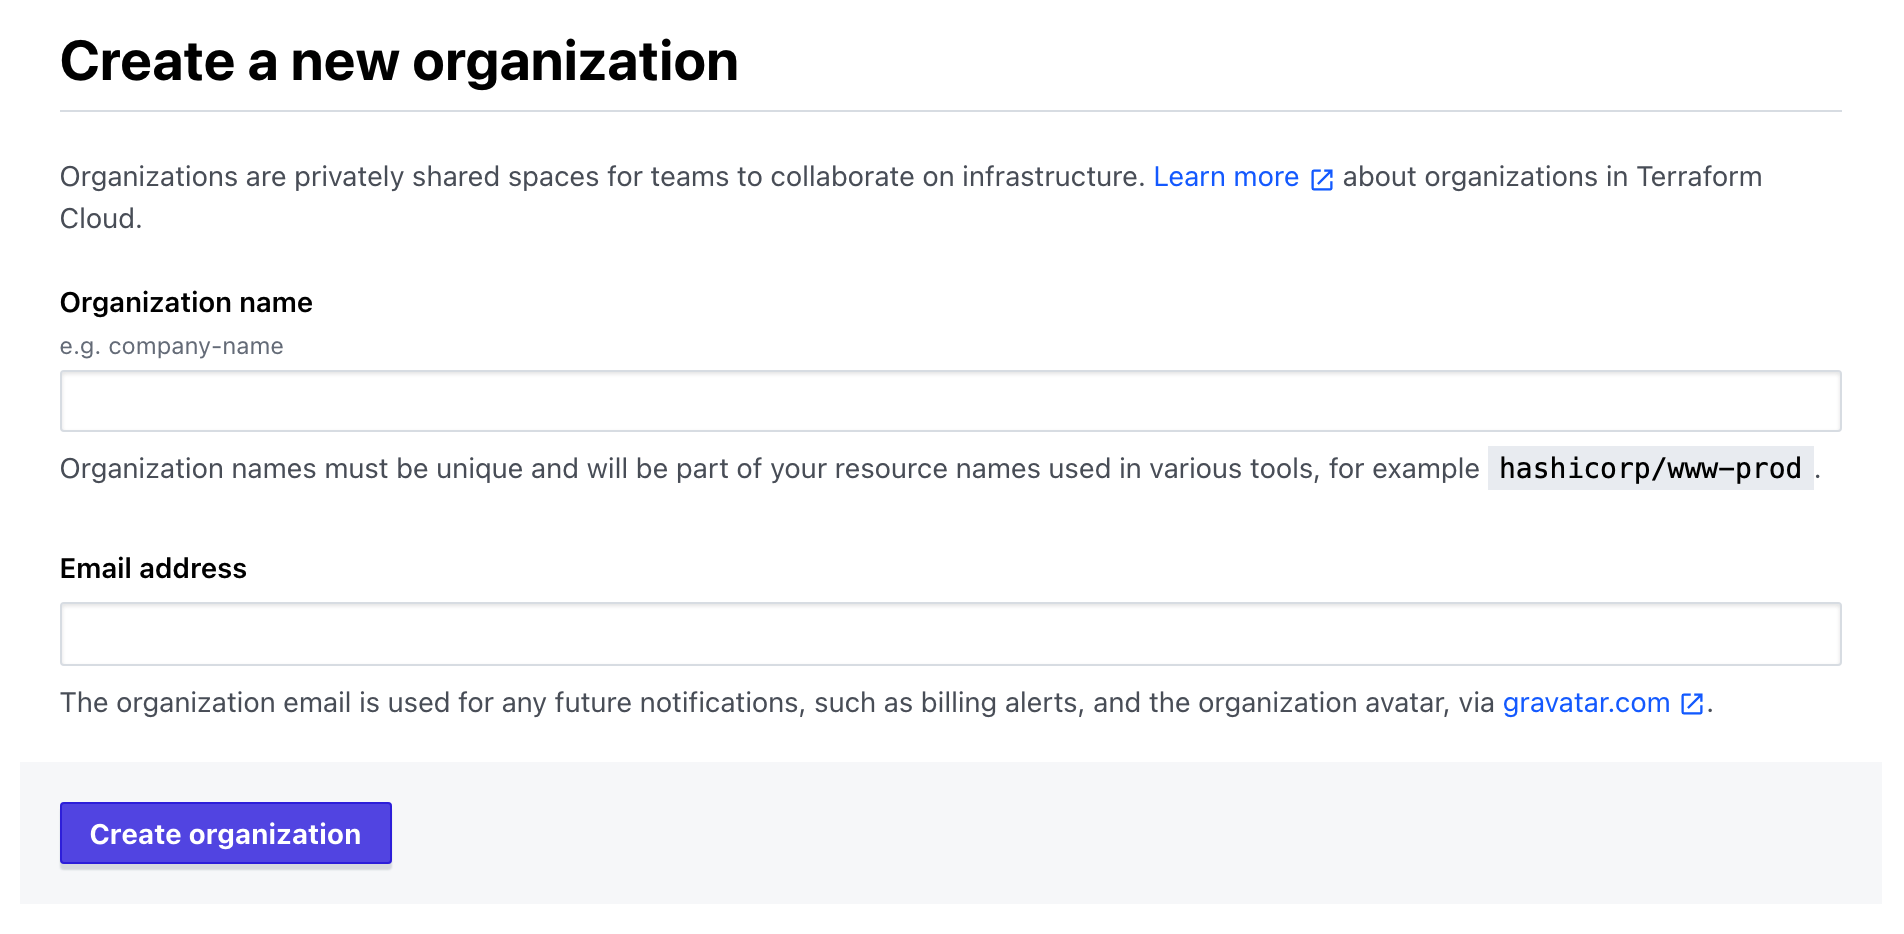 Create a new organization
Organizations are privately shared spaces for teams to collaborate on infrastructure. Learn more about organizations in Terraform
Cloud.
Organization name
e.g. company-name
Organization names must be unique and will be part of your resource names used in various tools, for example hashicorp/www-prod.
Email address
The organization email is used for any future notifications, such as billing alerts, and the organization avatar, via gravatar.com.
Create organization